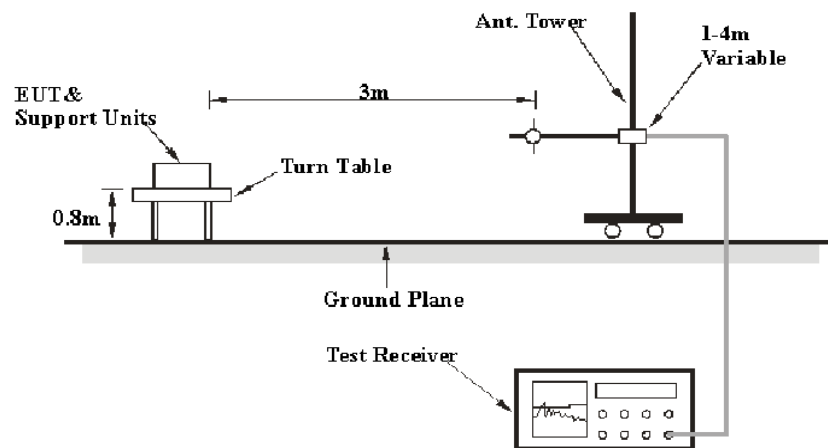 Ant. Tower
1-4m
Variable
3m
EUT&
Support Units
Turn Table
0.8m
Ground Plane
Test Receiver